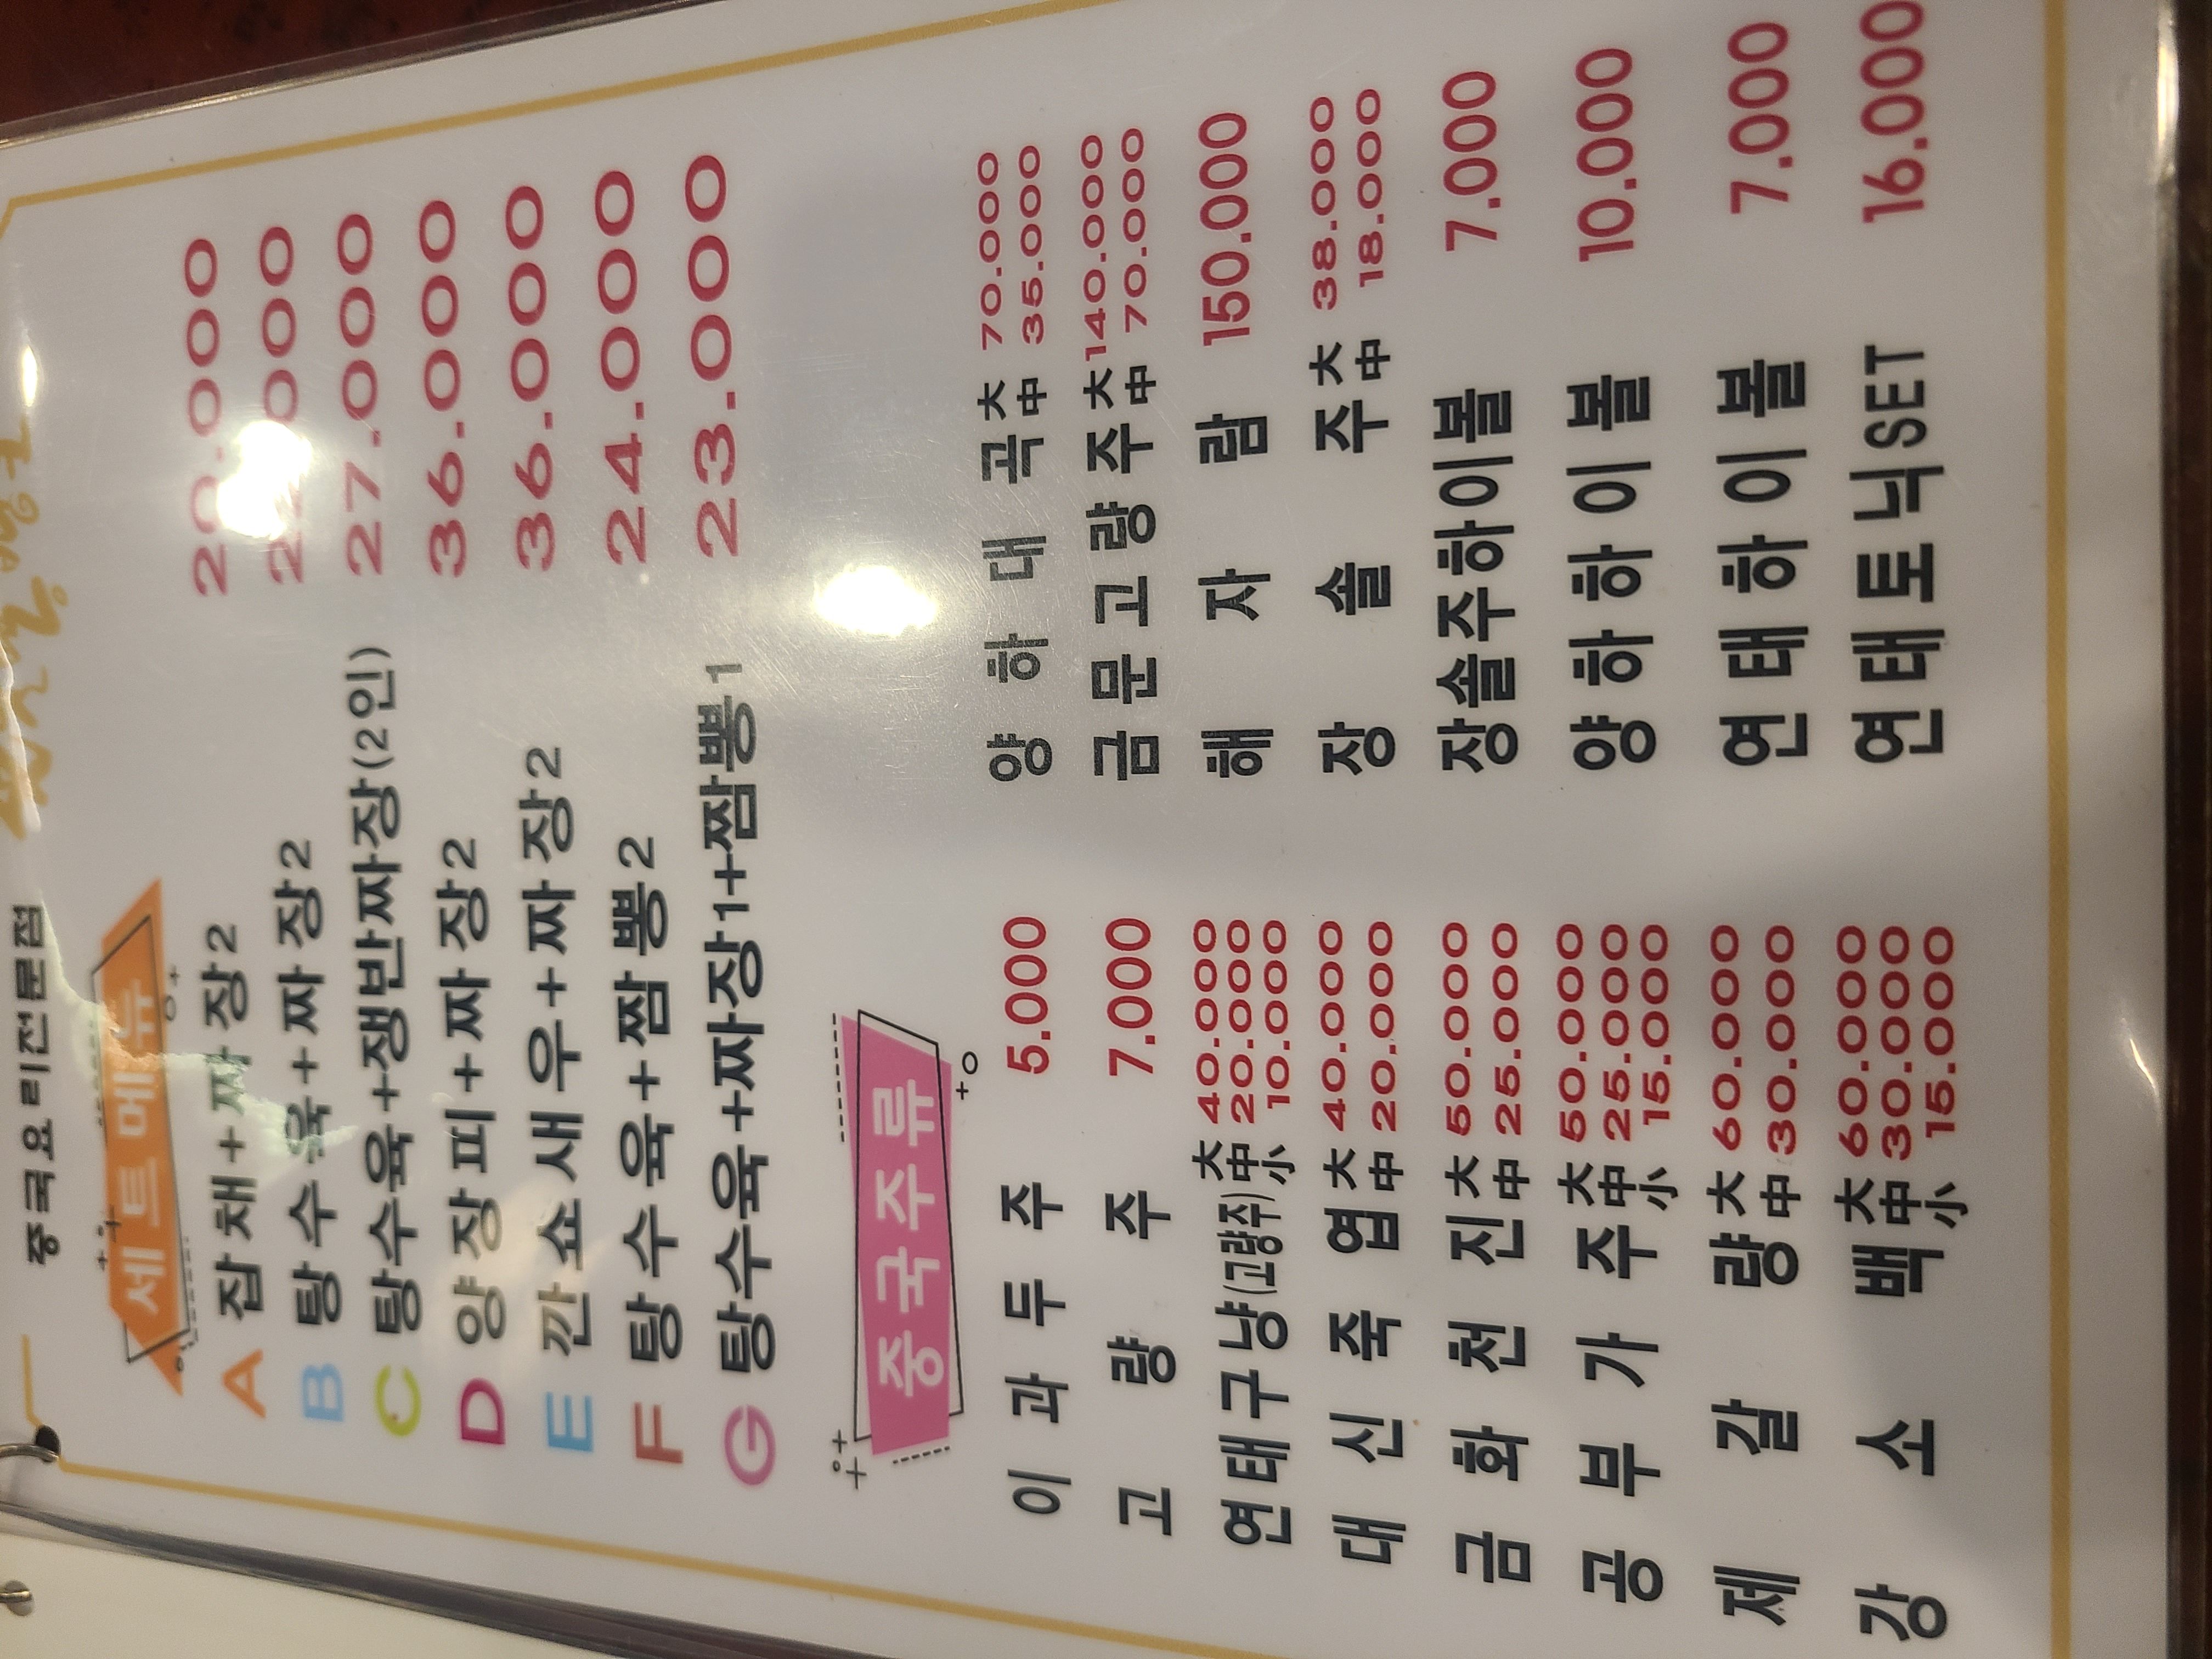 중국요리전문점
세트메뉴
A 잡채+짜장2
B 탕수육+짜장2 22.000
C 탕수육+쟁반짜장(2인) 27.000
D 양장피+짜장2 36.000
E 깐쇼새우+짜장2 36.000
F 탕수육+짬뽕2 24.000
G 탕수육+짜장1+짬뽕1 23.000
중국주류
이과두주 5.000
고량주 7.000
연태구냥(고량주) 大 40.000
中 20.000
小 10.000
대신죽엽 大 40.000
中 20.000
금화천진 大 50.000
中 25.000
공부가주 大 50.000
中 25.000
小 15.000
제갈량 大 60.000
中 30.000
강소백 大 60.000
中 30.000
小 15.000
양하대곡 大 70.000
中 35.000
금문고량주 大 140.000
中 70.000
해자람 150.000
장솔주 大 38.000
中 18.000
장솔주하이볼 7.000
양하하이볼 10.000
연태하이볼 7.000
연태토닉SET 16.000